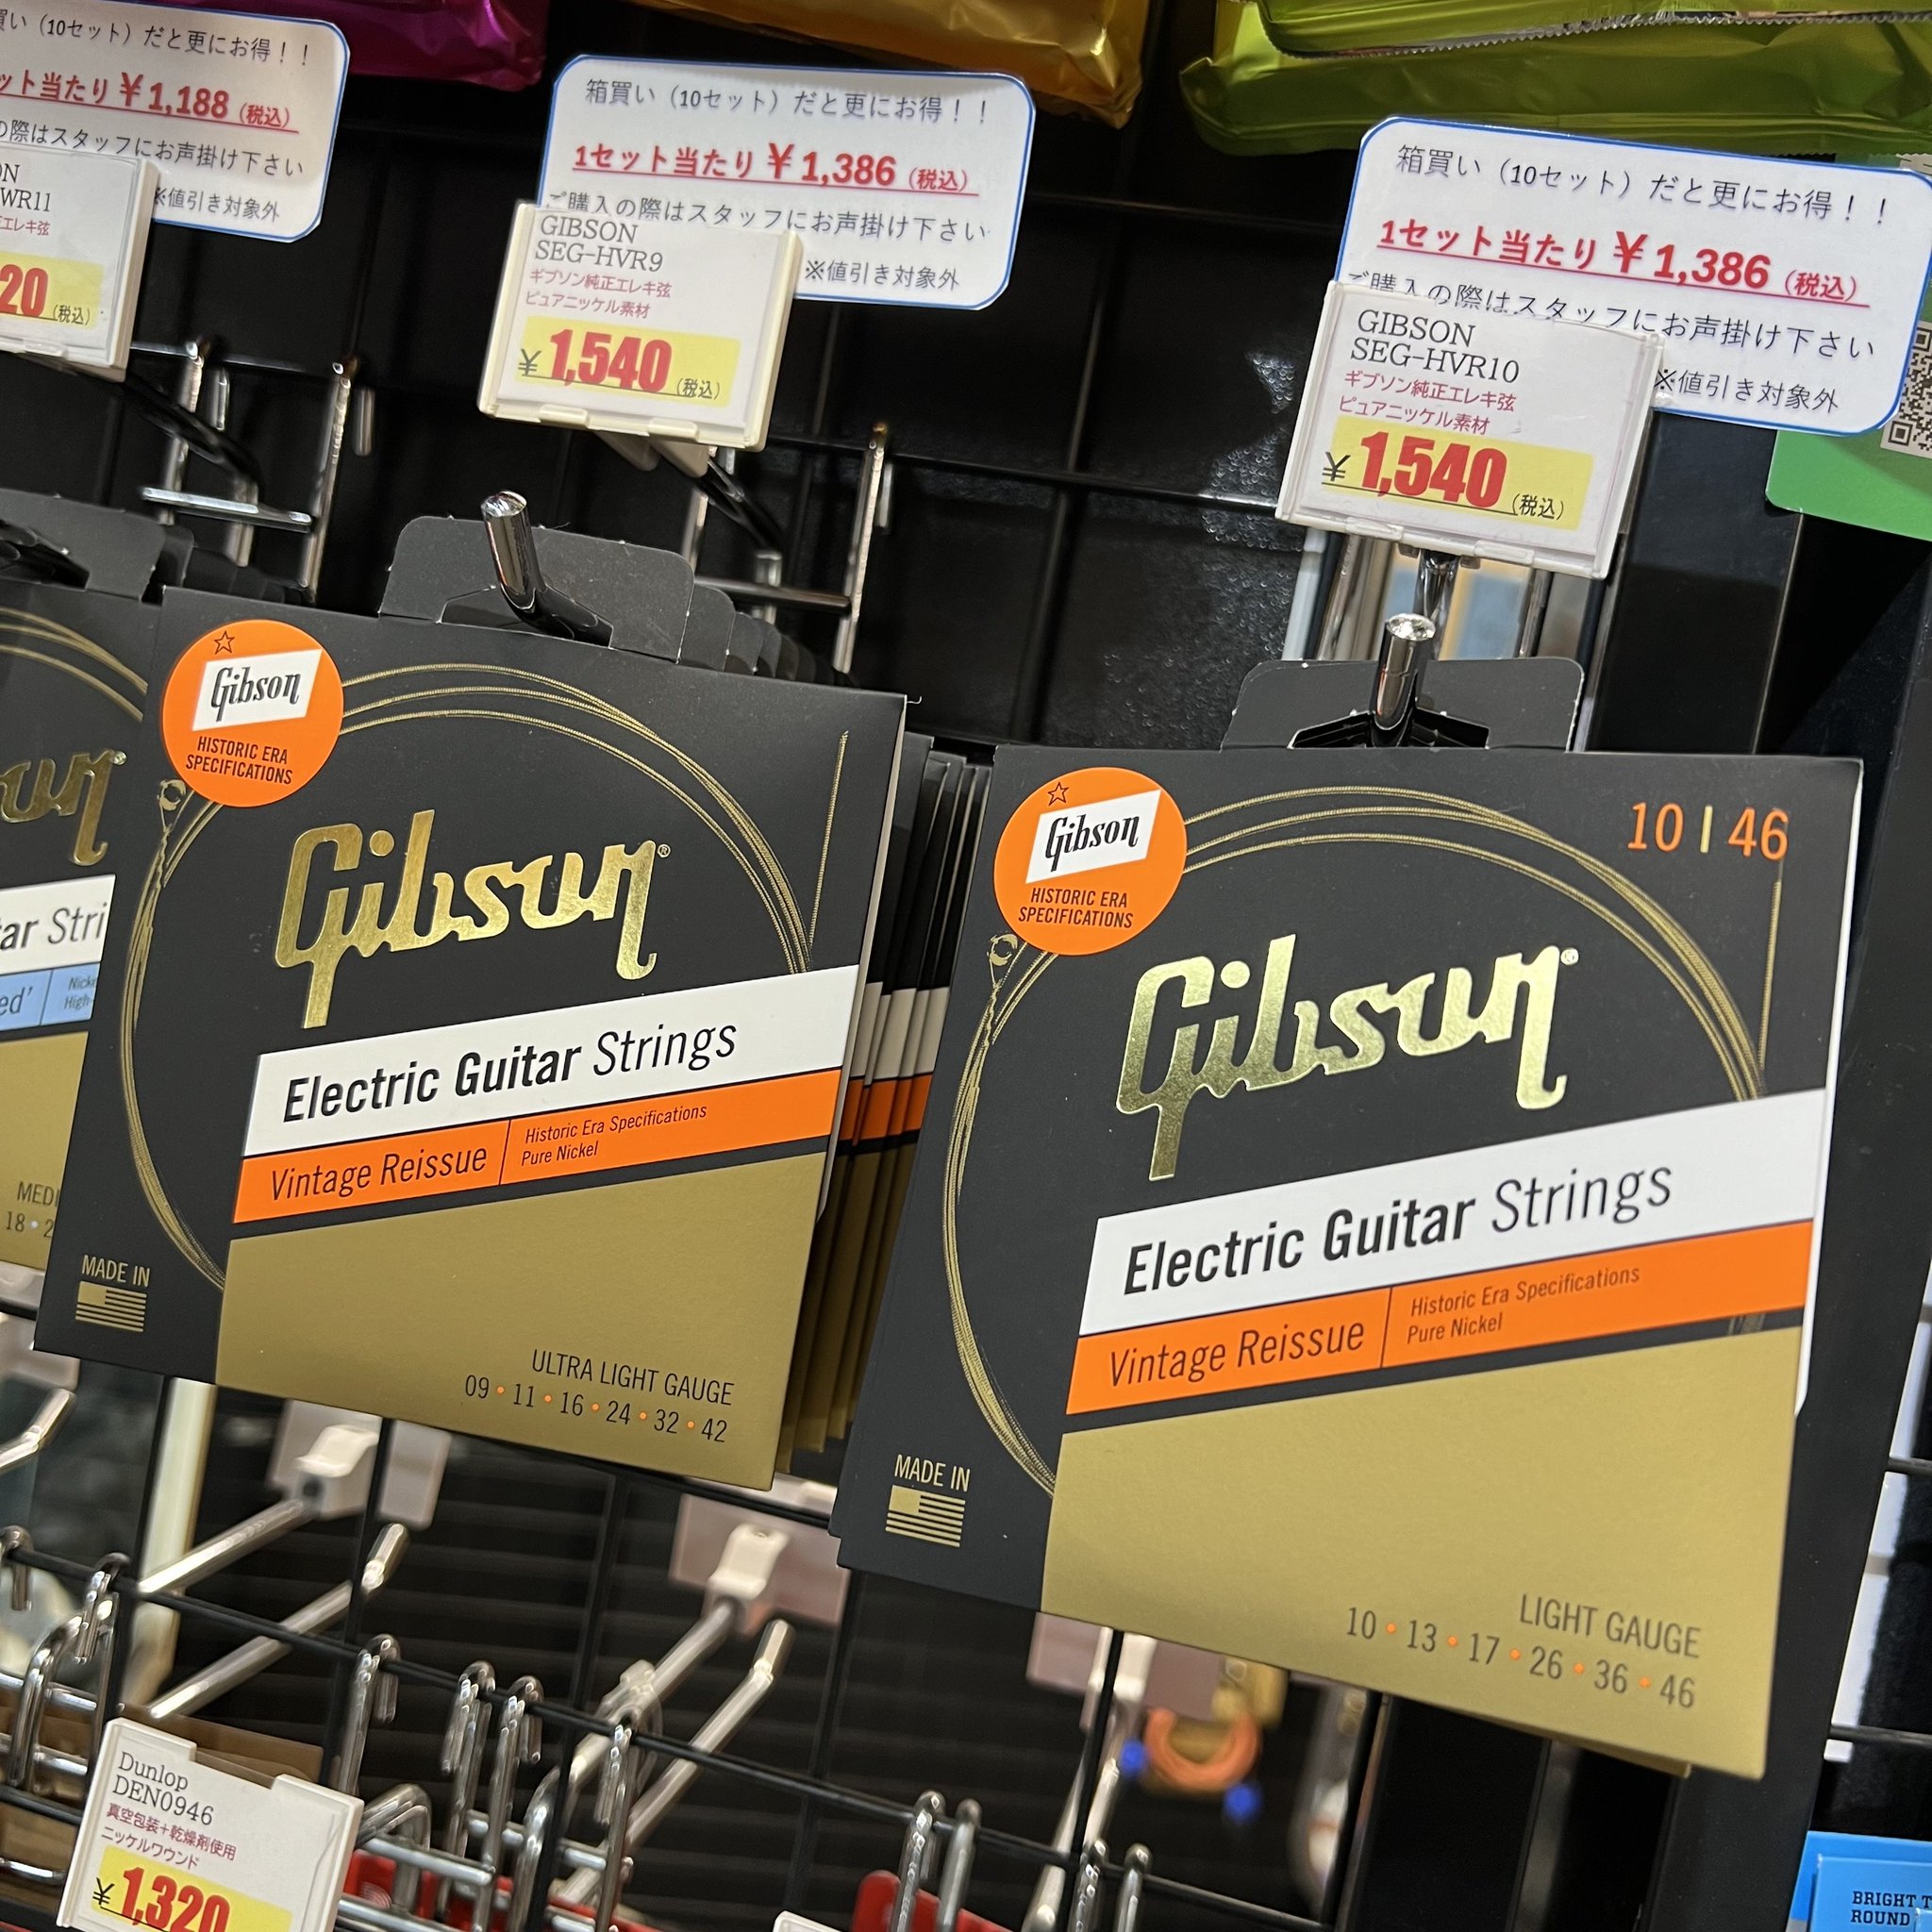 い（10セット）だと更にお得！！
ット当たり ￥1,188（税込）
の際はスタッフにお声掛け下さい
※値引き対象外
WR11
エレキ弦
20（税込）
箱買い（10セット）だと更にお得！！
1セット当たり ￥1,386（税込）
ご購入の際はスタッフにお声掛け下さい
※値引き対象外
GIBSON
SEG-HVR9
ギブソン純正エレキ弦
ピュアニッケル素材
￥1,540（税込）
箱買い（10セット）だと更にお得！！
1セット当たり ￥1,386（税込）
ご購入の際はスタッフにお声掛け下さい
※値引き対象外
GIBSON
SEG-HVR10
ギブソン純正エレキ弦
ピュアニッケル素材
￥1,540（税込）
tar Stri
ed'
High-
18・2
Gibson
HISTORIC ERA
SPECIFICATIONS
Gibson®
Electric Guitar Strings
Vintage Reissue
Historic Era Specifications
Pure Nickel
MADE IN
ULTRA LIGHT GAUGE
09・11・16・24・32・42
Gibson
HISTORIC ERA
SPECIFICATIONS
10 | 46
Gibson®
Electric Guitar Strings
Vintage Reissue
Historic Era Specifications
Pure Nickel
MADE IN
LIGHT GAUGE
10・13・17・26・36・46
Dunlop
DEN0946
真空包装+乾燥剤使用
ニッケルワウンド
￥1,320
BRIGHT T
ROUND